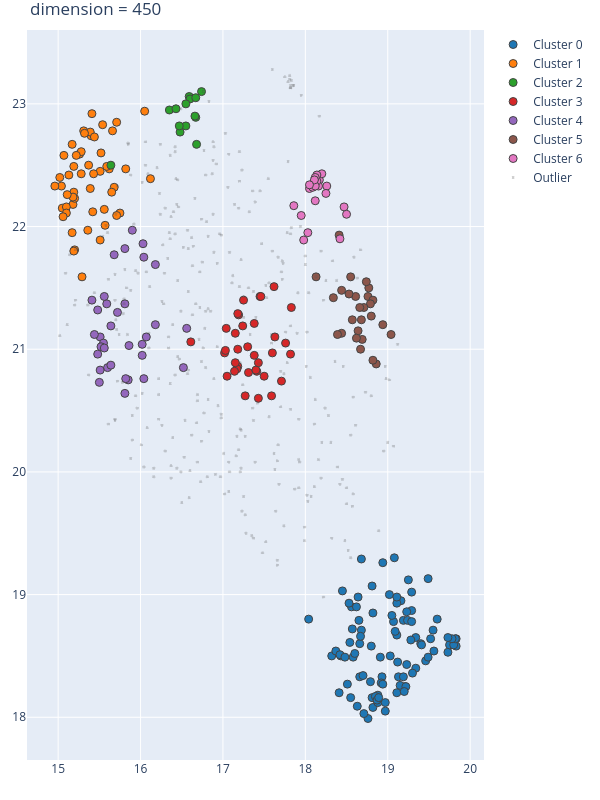 dimension = 450
Cluster 0
Cluster 1
Cluster 2
Cluster 3
Cluster 4
Cluster 5
Cluster 6
Outlier
23
22
21
20
19
18
15 16 17 18 19 20